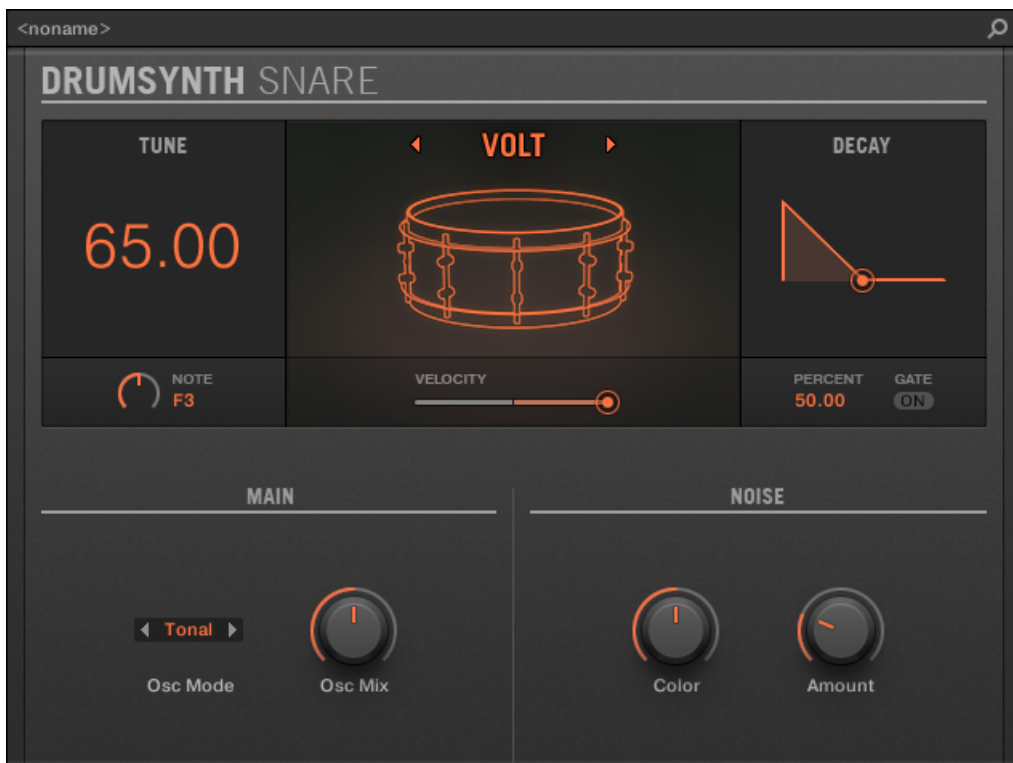 <noname>
DRUMSYNTH SNARE
TUNE
VOLT
DECAY
65.00
NOTE
F3
VELOCITY
PERCENT
50.00
GATE
ON
MAIN
NOISE
Tonal
Osc Mode
Osc Mix
Color
Amount